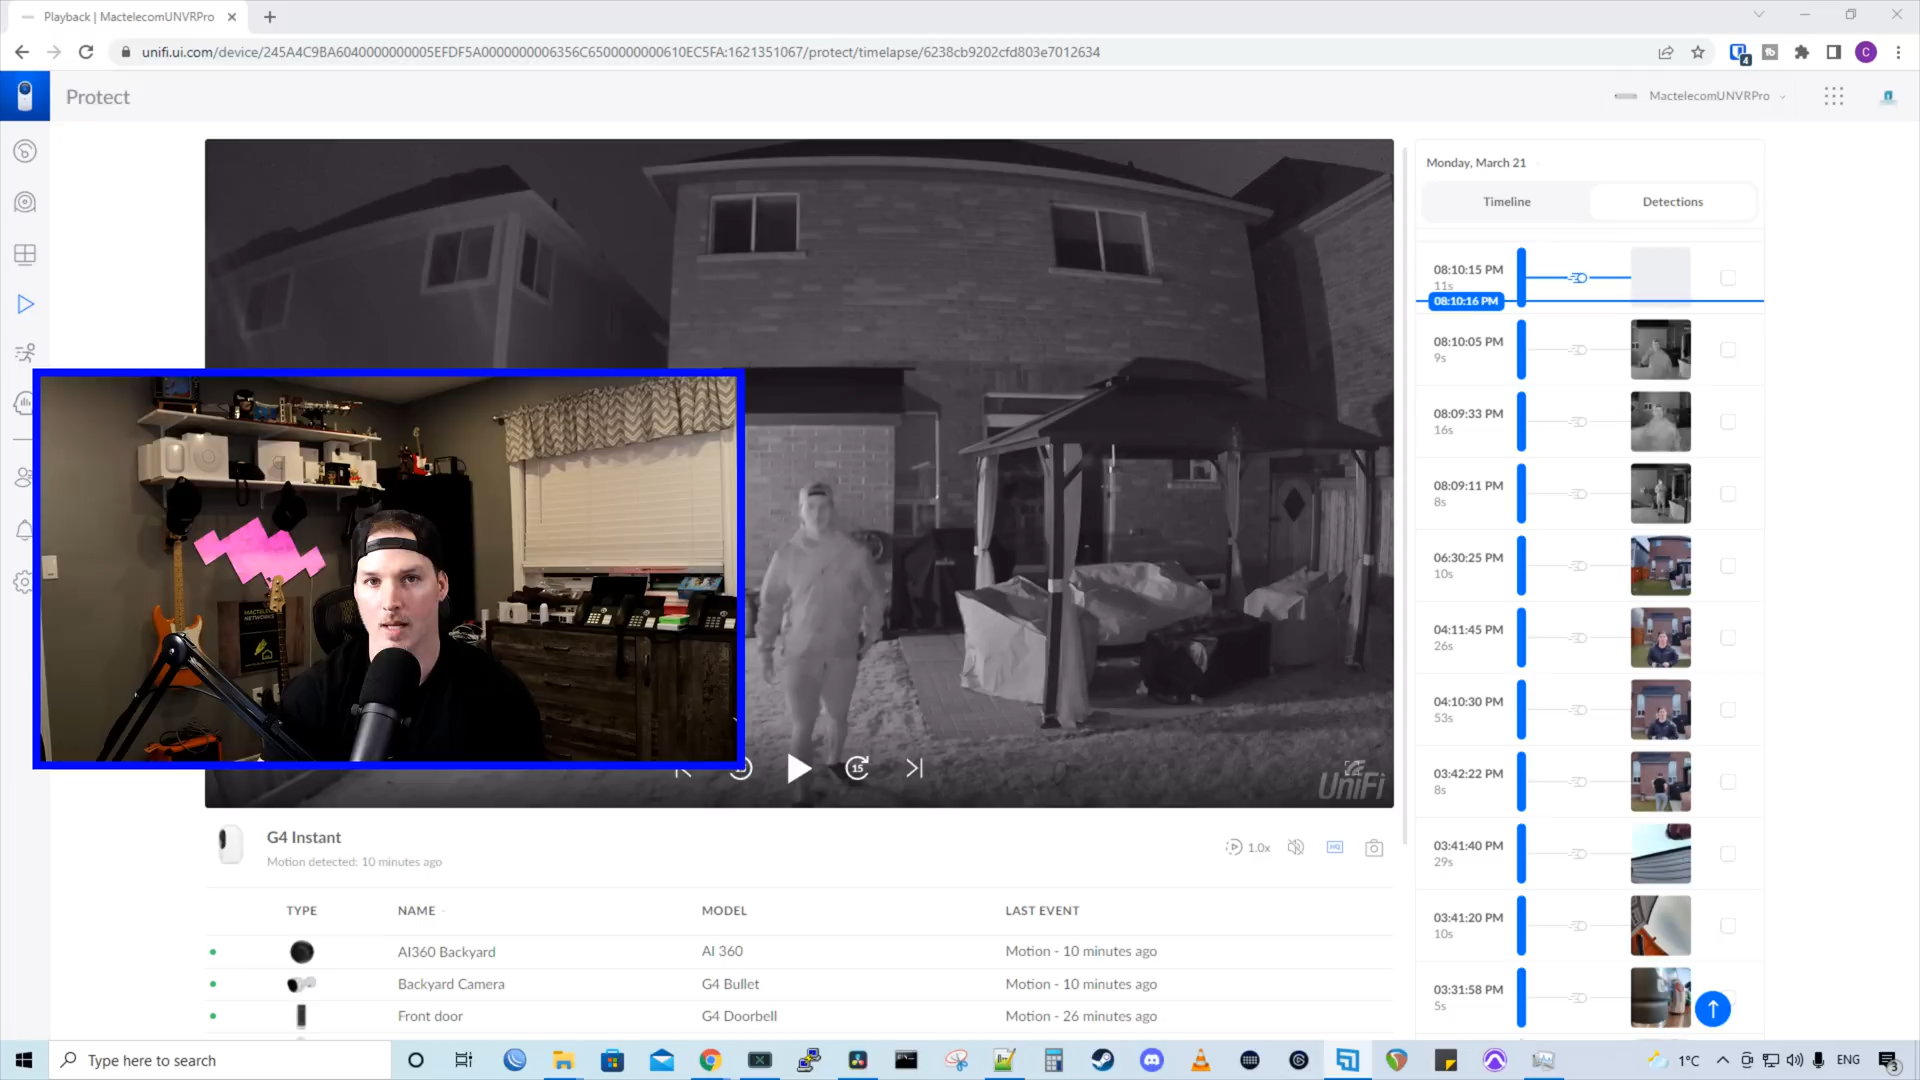 Playback | MactelecomUNVRPro
unifi.ui.com/device/245A4C9BA6040000000005EFDF5A0000000006356C6500000000610EC5FA:1621351067/protect/timelapse/6238cb9202cfd803e7012634
4
C
Protect
MactelecomUNVRPro
Monday, March 21
Timeline
Detections
08:10:15 PM
11s
08:10:16 PM
08:10:05 PM
9s
08:09:33 PM
16s
08:09:11 PM
8s
06:30:25 PM
10s
04:11:45 PM
26s
04:10:30 PM
53s
03:42:22 PM
8s
03:41:40 PM
29s
03:41:20 PM
10s
03:31:58 PM
5s
MACTELECOM
NETWORKS
15
UniFi
G4 Instant
Motion detected: 10 minutes ago
1.0x
HQ
TYPE
NAME
MODEL
LAST EVENT
AI360 Backyard
AI 360
Motion - 10 minutes ago
Backyard Camera
G4 Bullet
Motion - 10 minutes ago
Front door
G4 Doorbell
Motion - 26 minutes ago
Type here to search
1°C
ENG
3